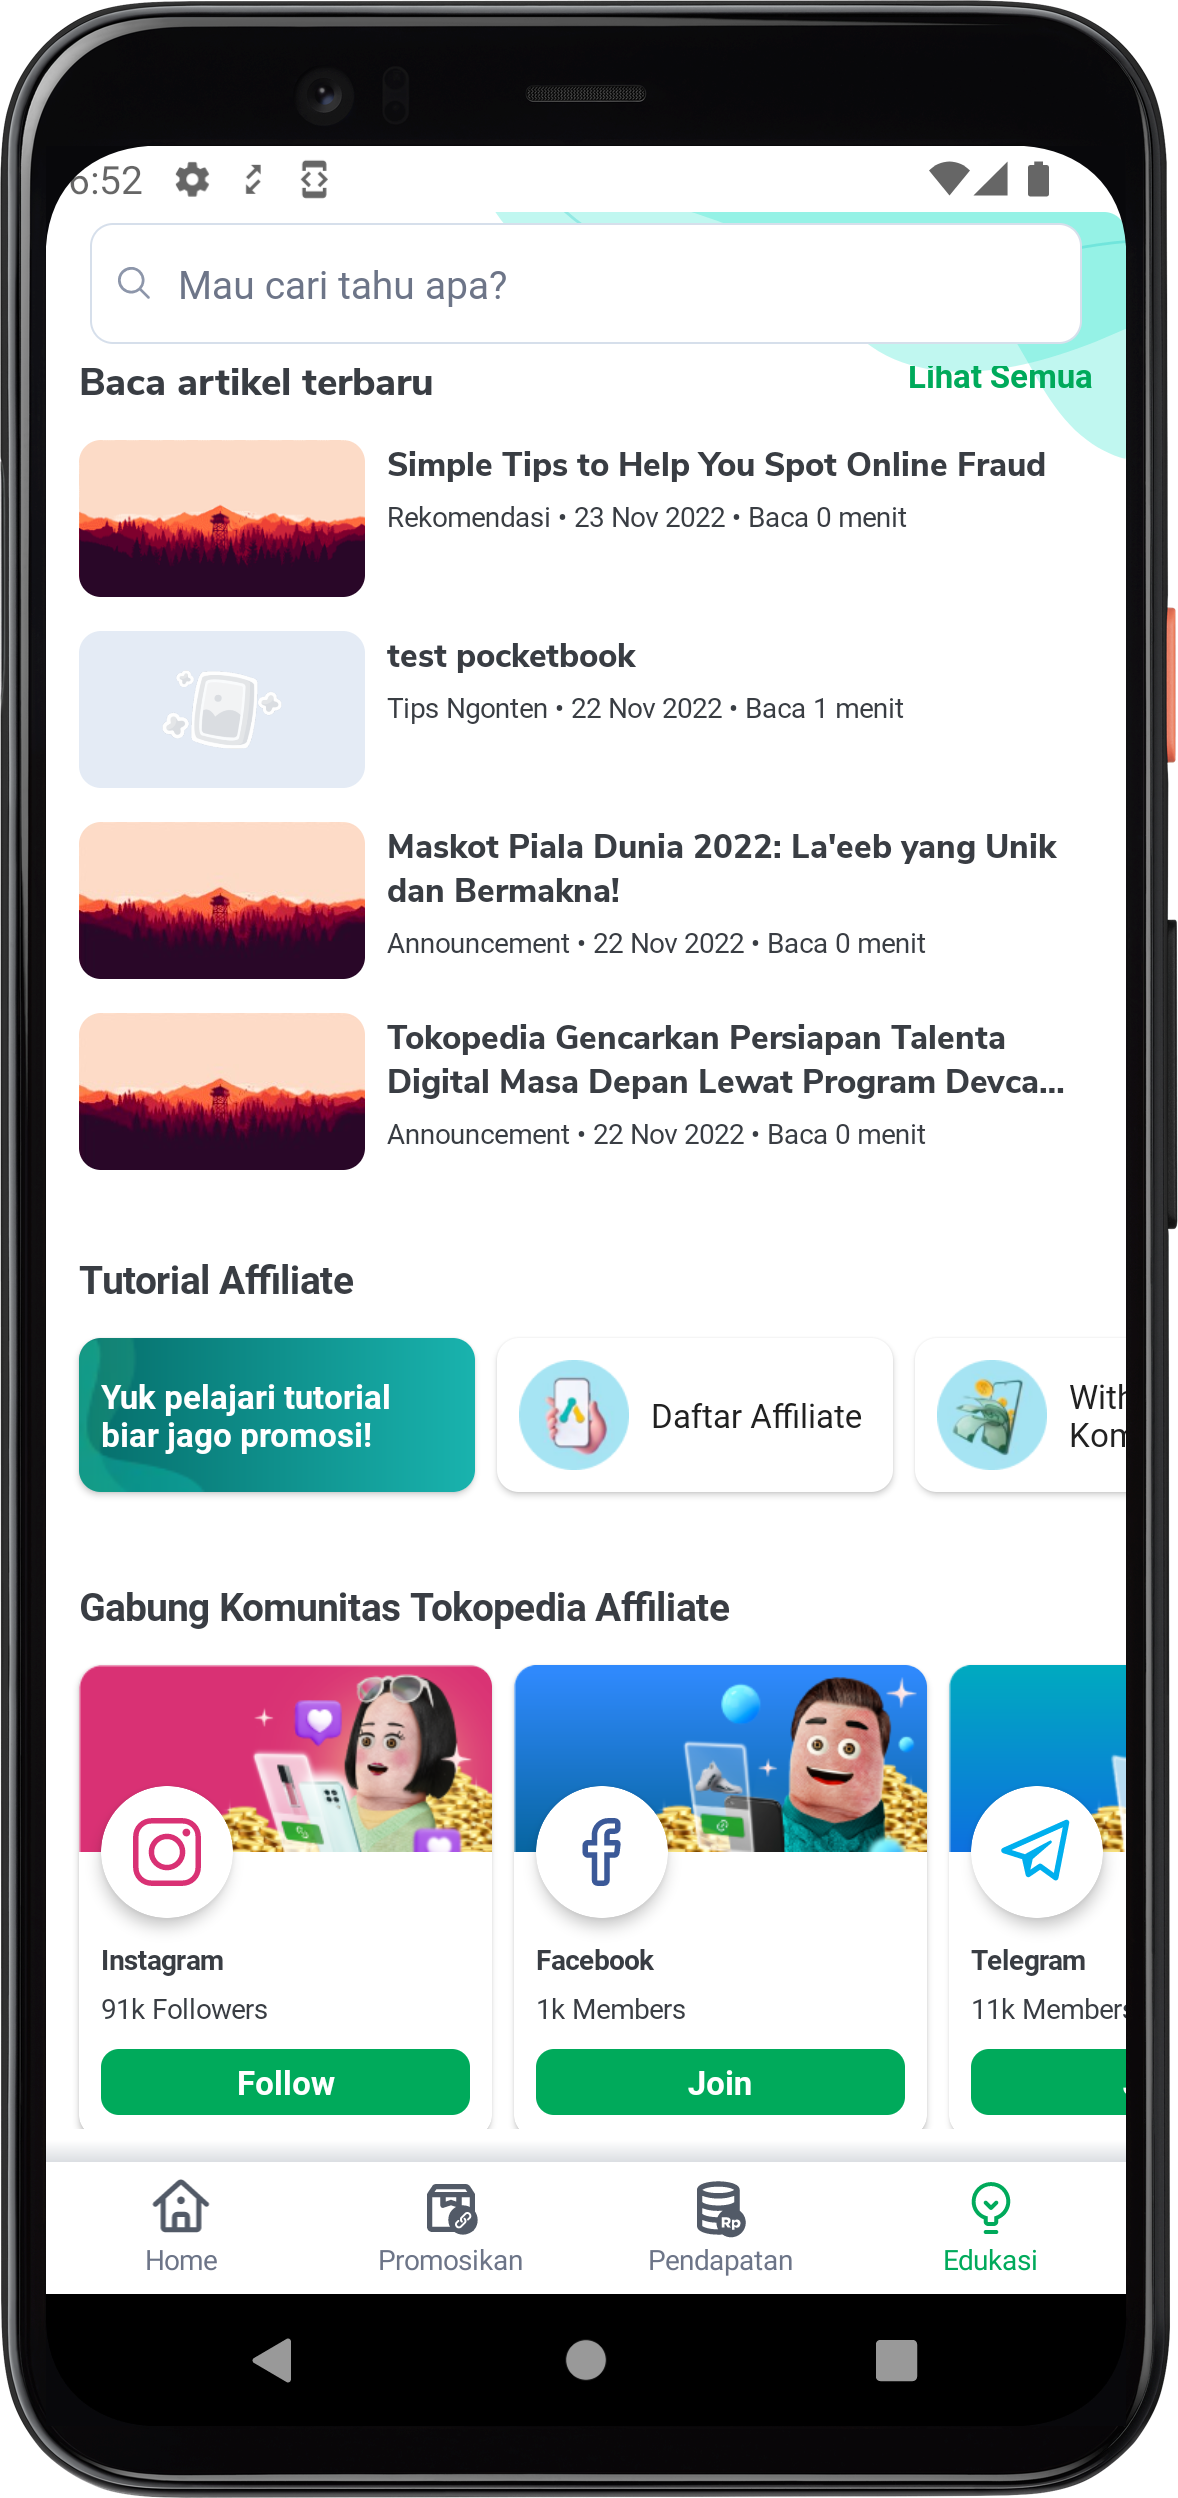 6:52
Mau cari tahu apa?
Baca artikel terbaru
Lihat Semua
Simple Tips to Help You Spot Online Fraud
Rekomendasi • 23 Nov 2022 • Baca 0 menit
test pocketbook
Tips Ngonten • 22 Nov 2022 • Baca 1 menit
Maskot Piala Dunia 2022: La'eeb yang Unik
dan Bermakna!
Announcement • 22 Nov 2022 • Baca 0 menit
Tokopedia Gencarkan Persiapan Talenta
Digital Masa Depan Lewat Program Devca...
Announcement • 22 Nov 2022 • Baca 0 menit
Tutorial Affiliate
Yuk pelajari tutorial
biar jago promosi!
Daftar Affiliate
Gabung Komunitas Tokopedia Affiliate
Instagram
91k Followers
Follow
Facebook
1k Members
Join
Telegram
11k Members
Home
Promosikan
Rp
Pendapatan
Edukasi